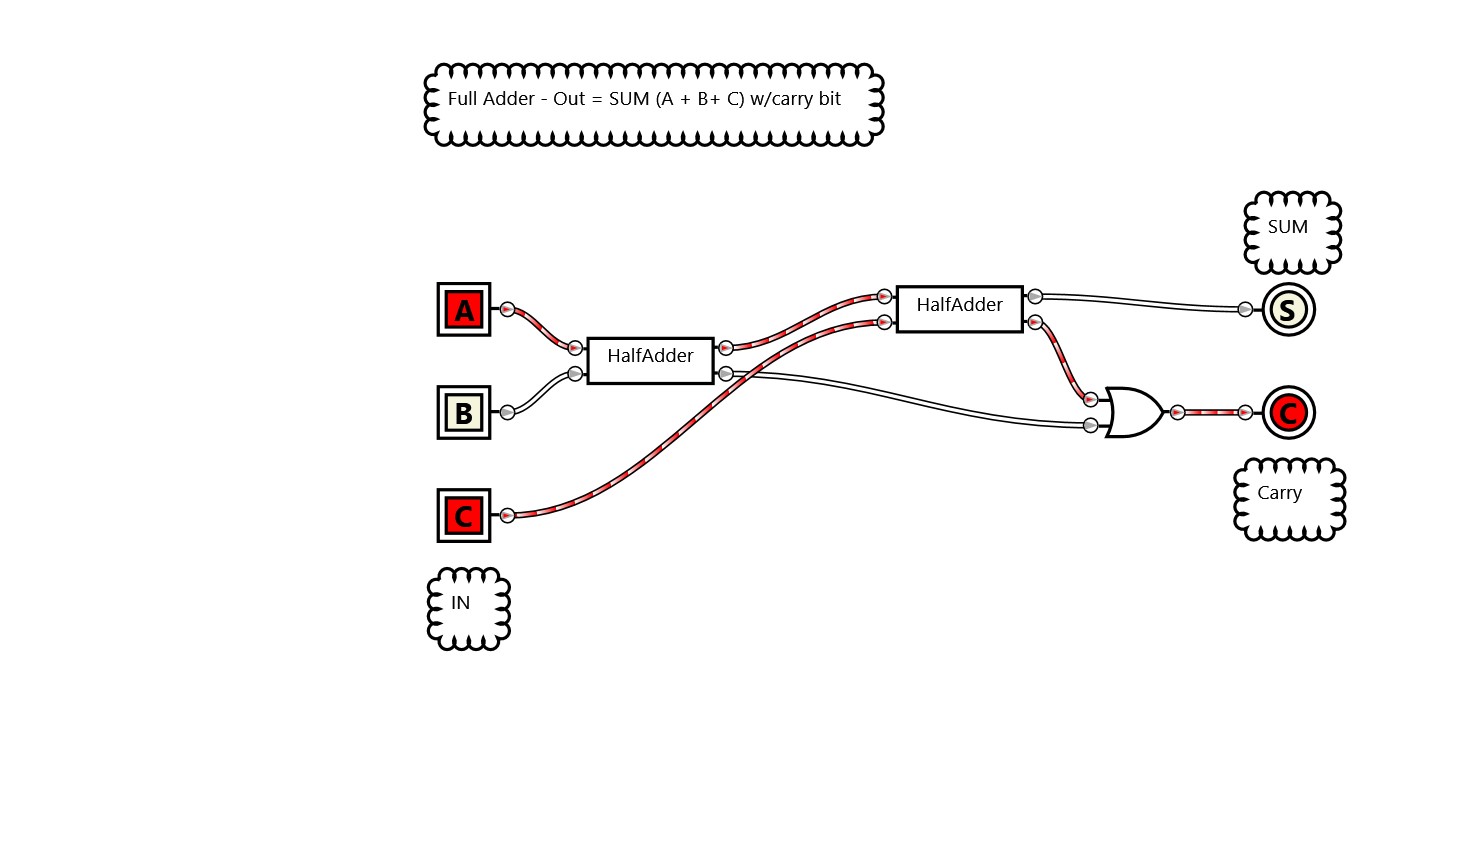 Full Adder - Out = SUM (A + B+ C) w/carry bit
SUM
A
HalfAdder
HalfAdder
S
B
C
C
Carry
IN